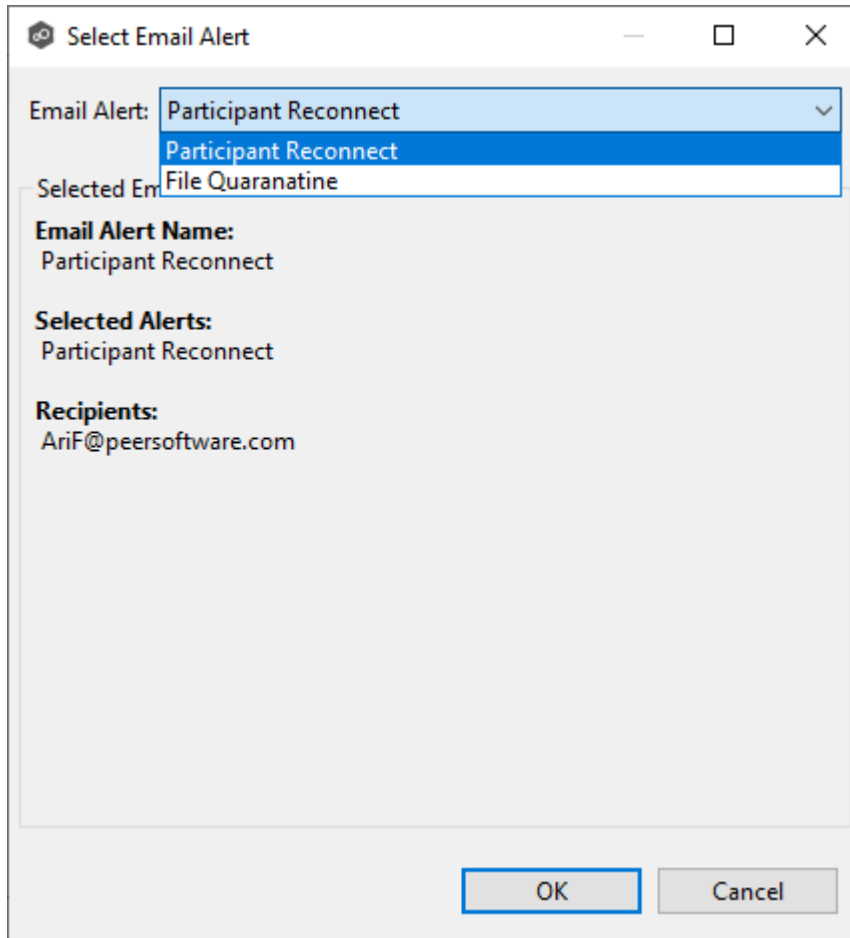 Select Email Alert
Email Alert: Participant Reconnect
Participant Reconnect
File Quaranatine
Selected Em
Email Alert Name:
Participant Reconnect
Selected Alerts:
Participant Reconnect
Recipients:
AriF@peersoftware.com
OK Cancel